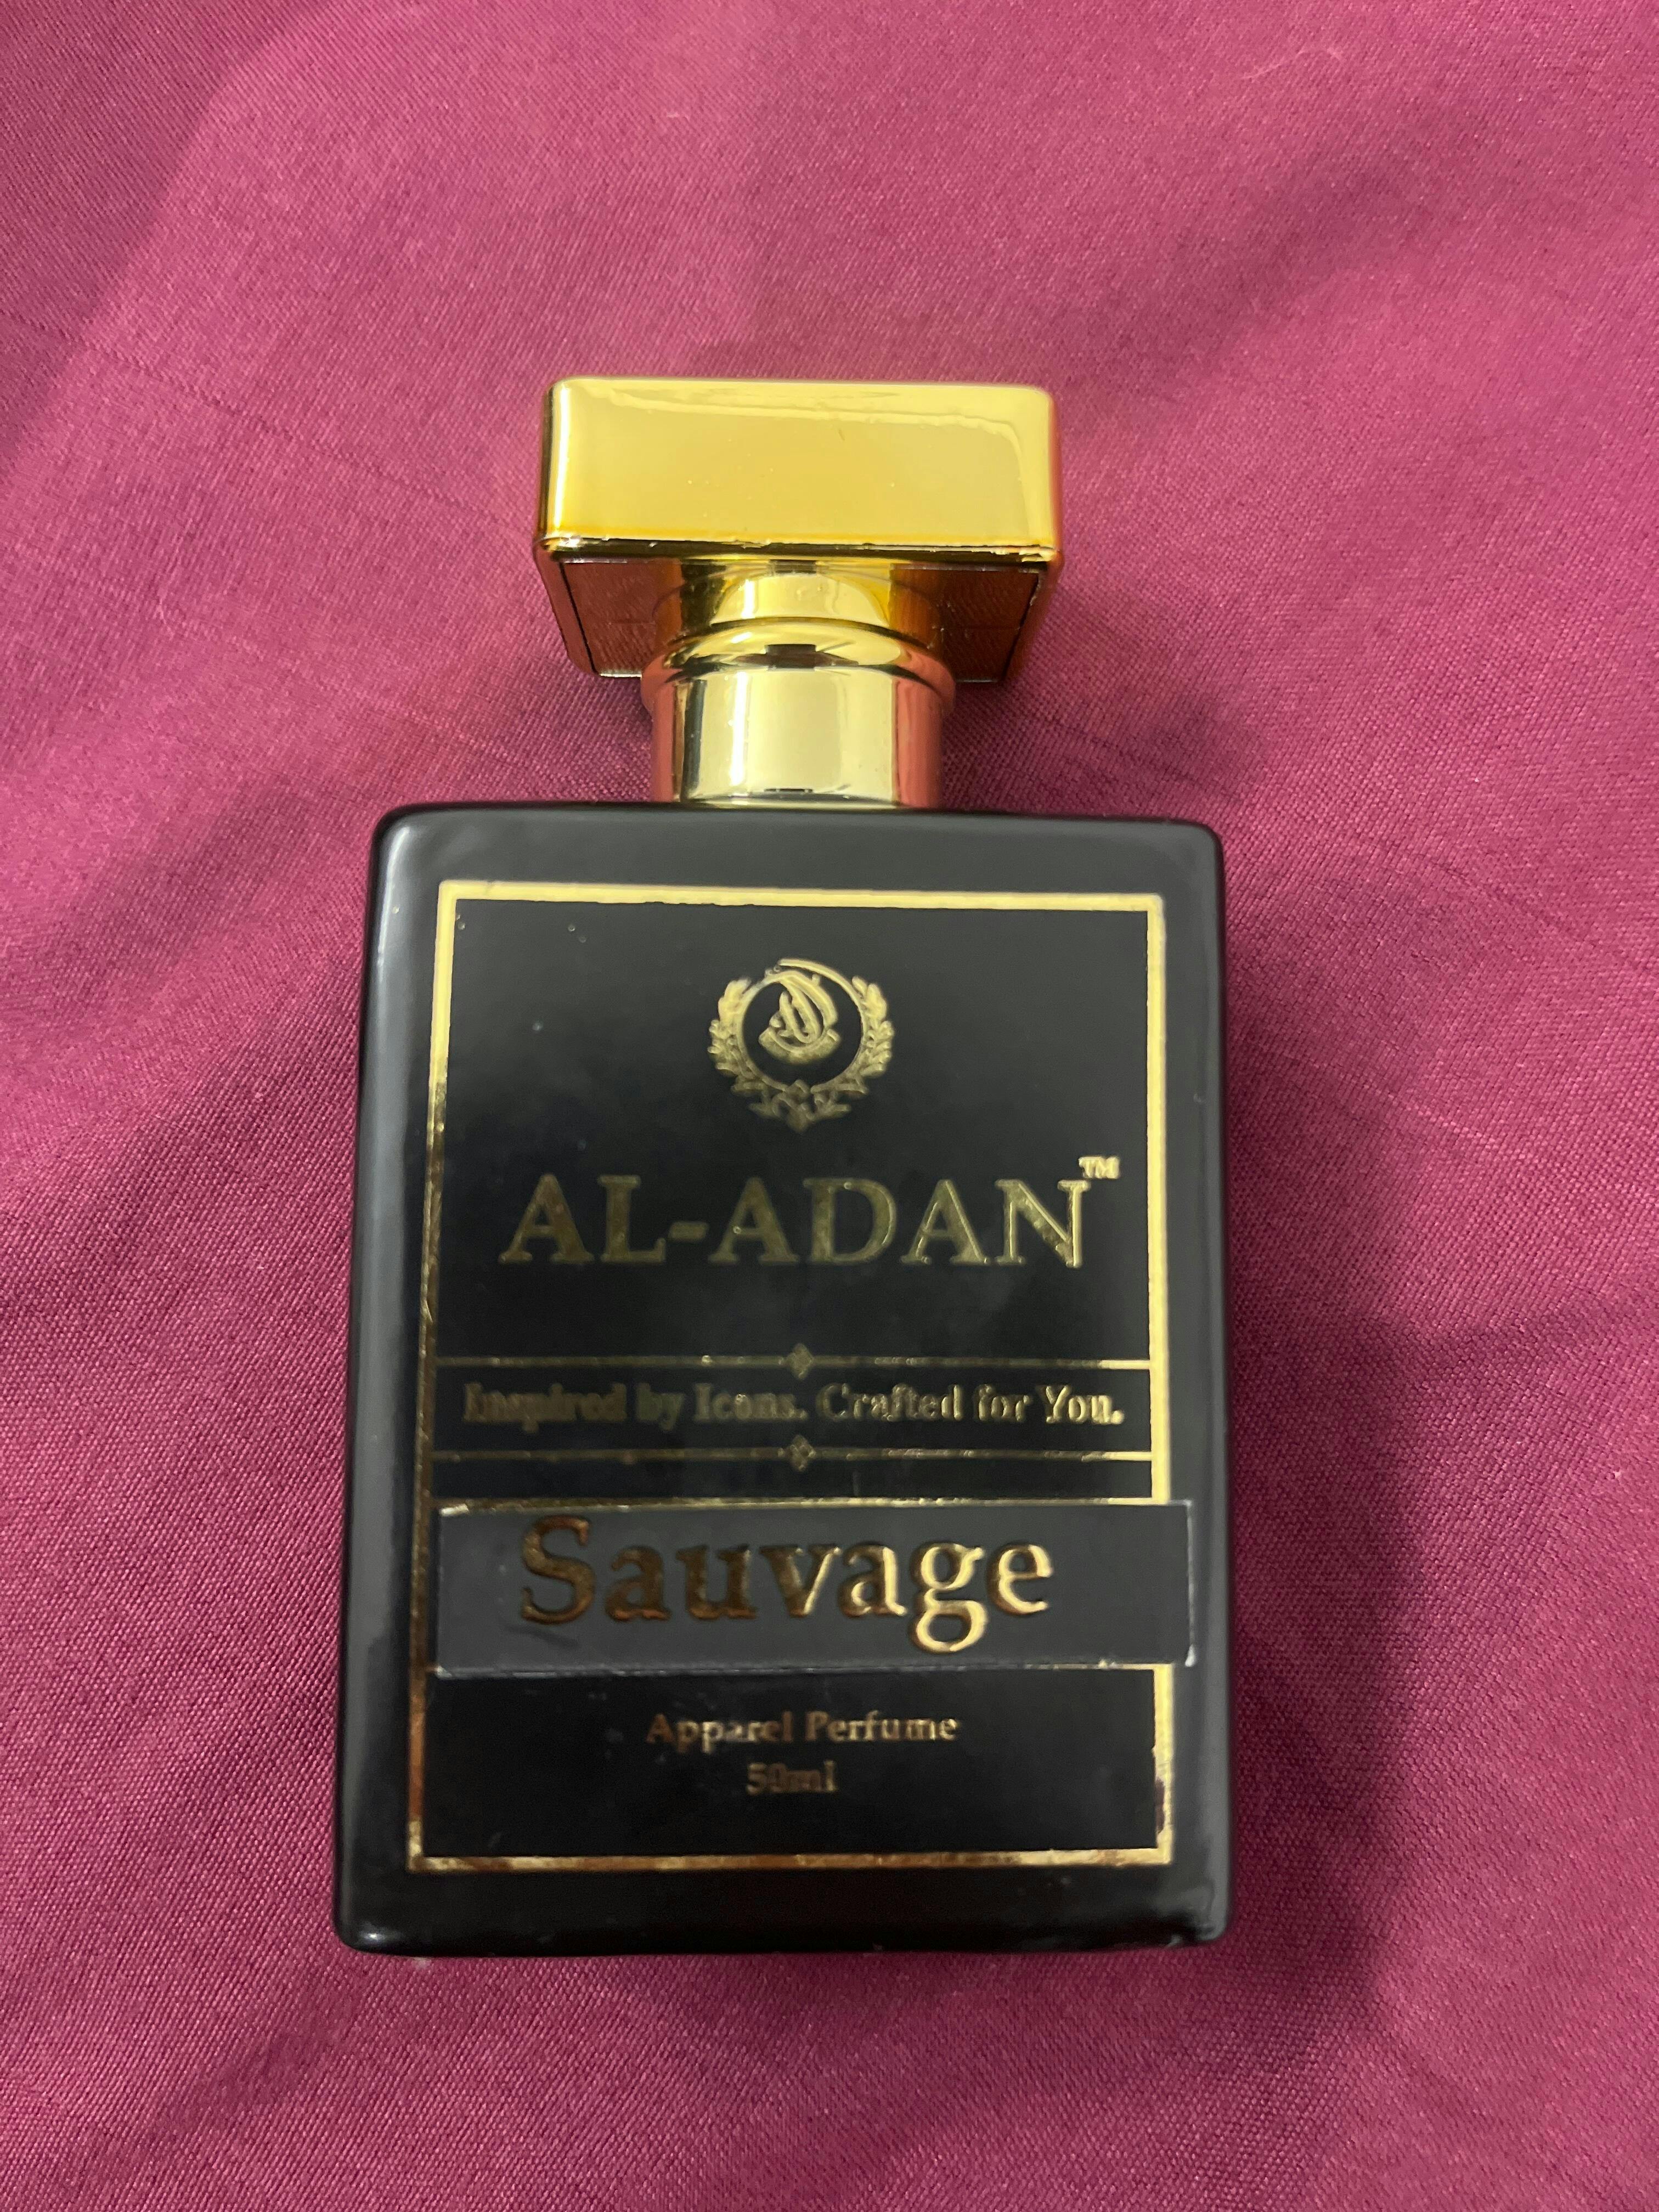 AL-ADAN™
Inspired by Icons. Crafted for You.
Sauvage
Apparel Perfume
50ml